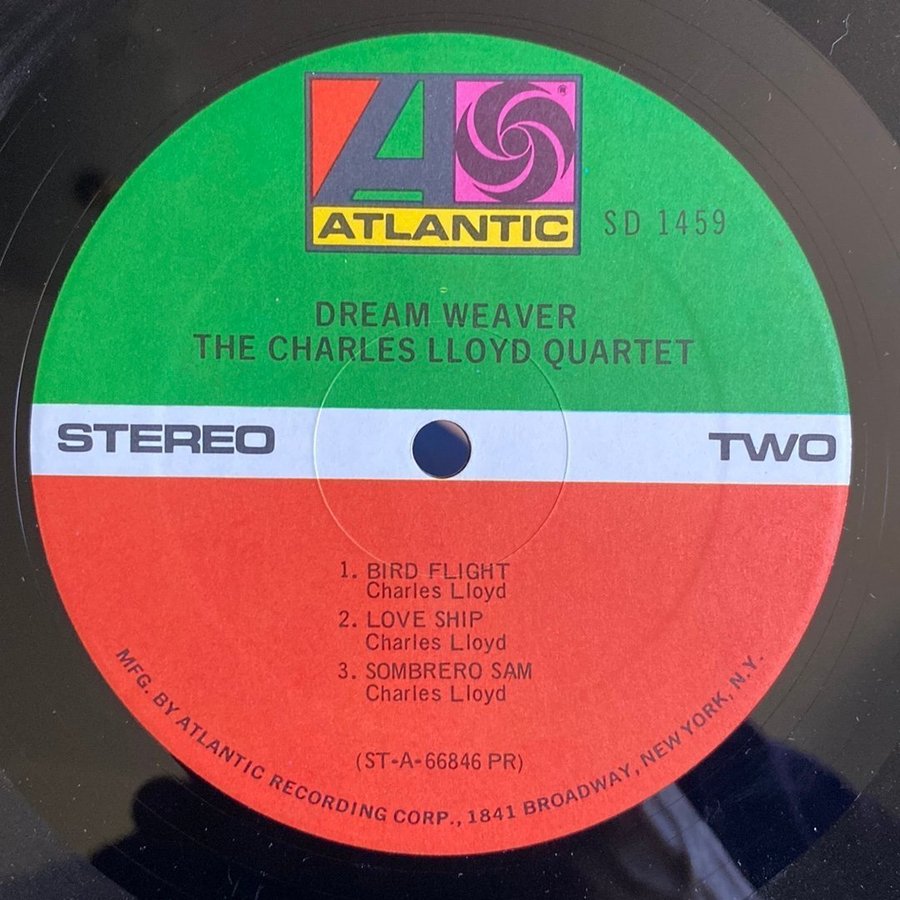 ATLANTIC
SD 1459
DREAM WEAVER
THE CHARLES LLOYD QUARTET
STEREO
TWO
1. BIRD FLIGHT
Charles Lloyd
2. LOVE SHIP
Charles Lloyd
3. SOMBRERO SAM
Charles Lloyd
(ST-A-66846 PR)
MFG. BY ATLANTIC RECORDING CORP., 1841 BROADWAY, NEW YORK, N.Y.